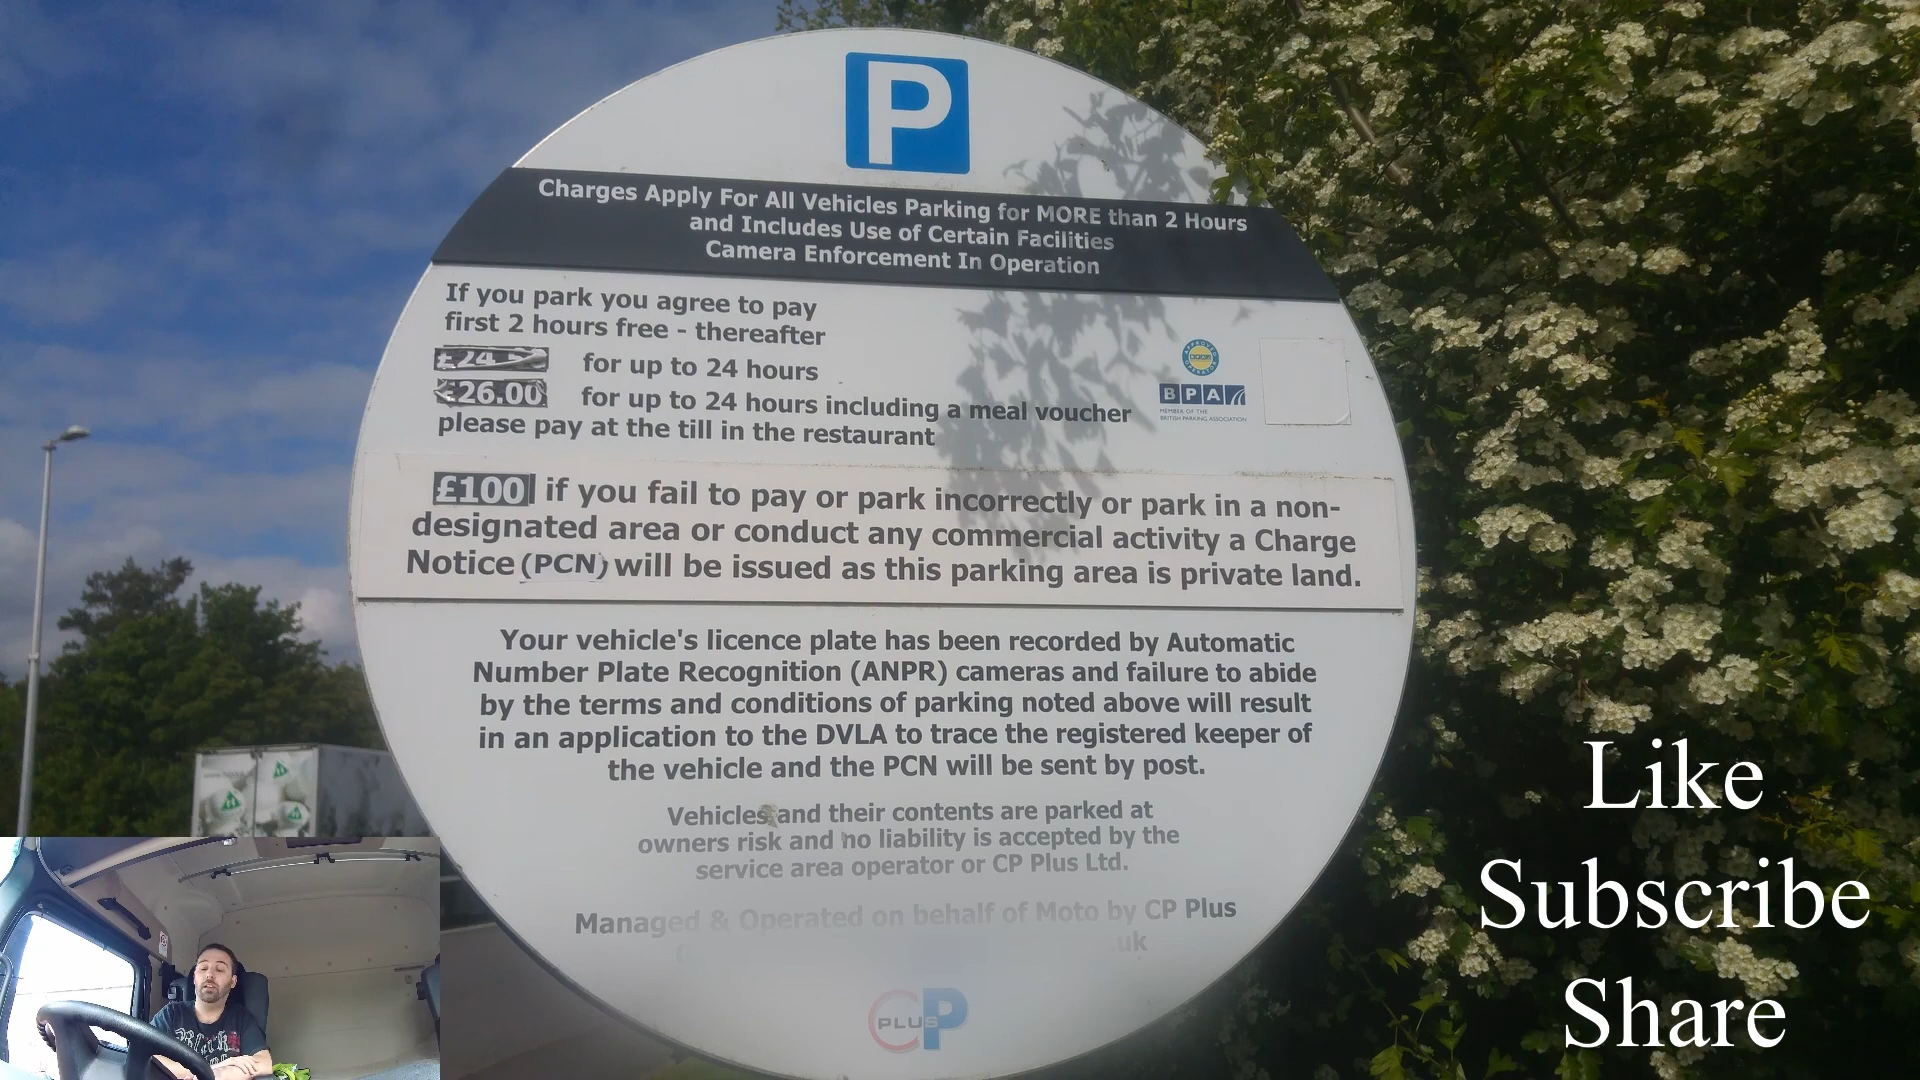 P
Charges Apply For All Vehicles Parking for MORE than 2 Hours
and Includes Use of Certain Facilities
Camera Enforcement In Operation
If you park you agree to pay
first 2 hours free - thereafter
for up to 24 hours
£26.00 for up to 24 hours including a meal voucher
please pay at the till in the restaurant
APPROVED OPERATOR
BPA
MEMBER OF THE
BRITISH PARKING ASSOCIATION
£100 if you fail to pay or park incorrectly or park in a non-
designated area or conduct any commercial activity a Charge
Notice (PCN) will be issued as this parking area is private land.
Your vehicle's licence plate has been recorded by Automatic
Number Plate Recognition (ANPR) cameras and failure to abide
by the terms and conditions of parking noted above will result
in an application to the DVLA to trace the registered keeper of
the vehicle and the PCN will be sent by post.
Vehicles and their contents are parked at
owners risk and no liability is accepted by the
service area operator or CP Plus Ltd.
Managed & Operated on behalf of Moto by CP Plus
uk
CP PLUS
Like
Subscribe
Share